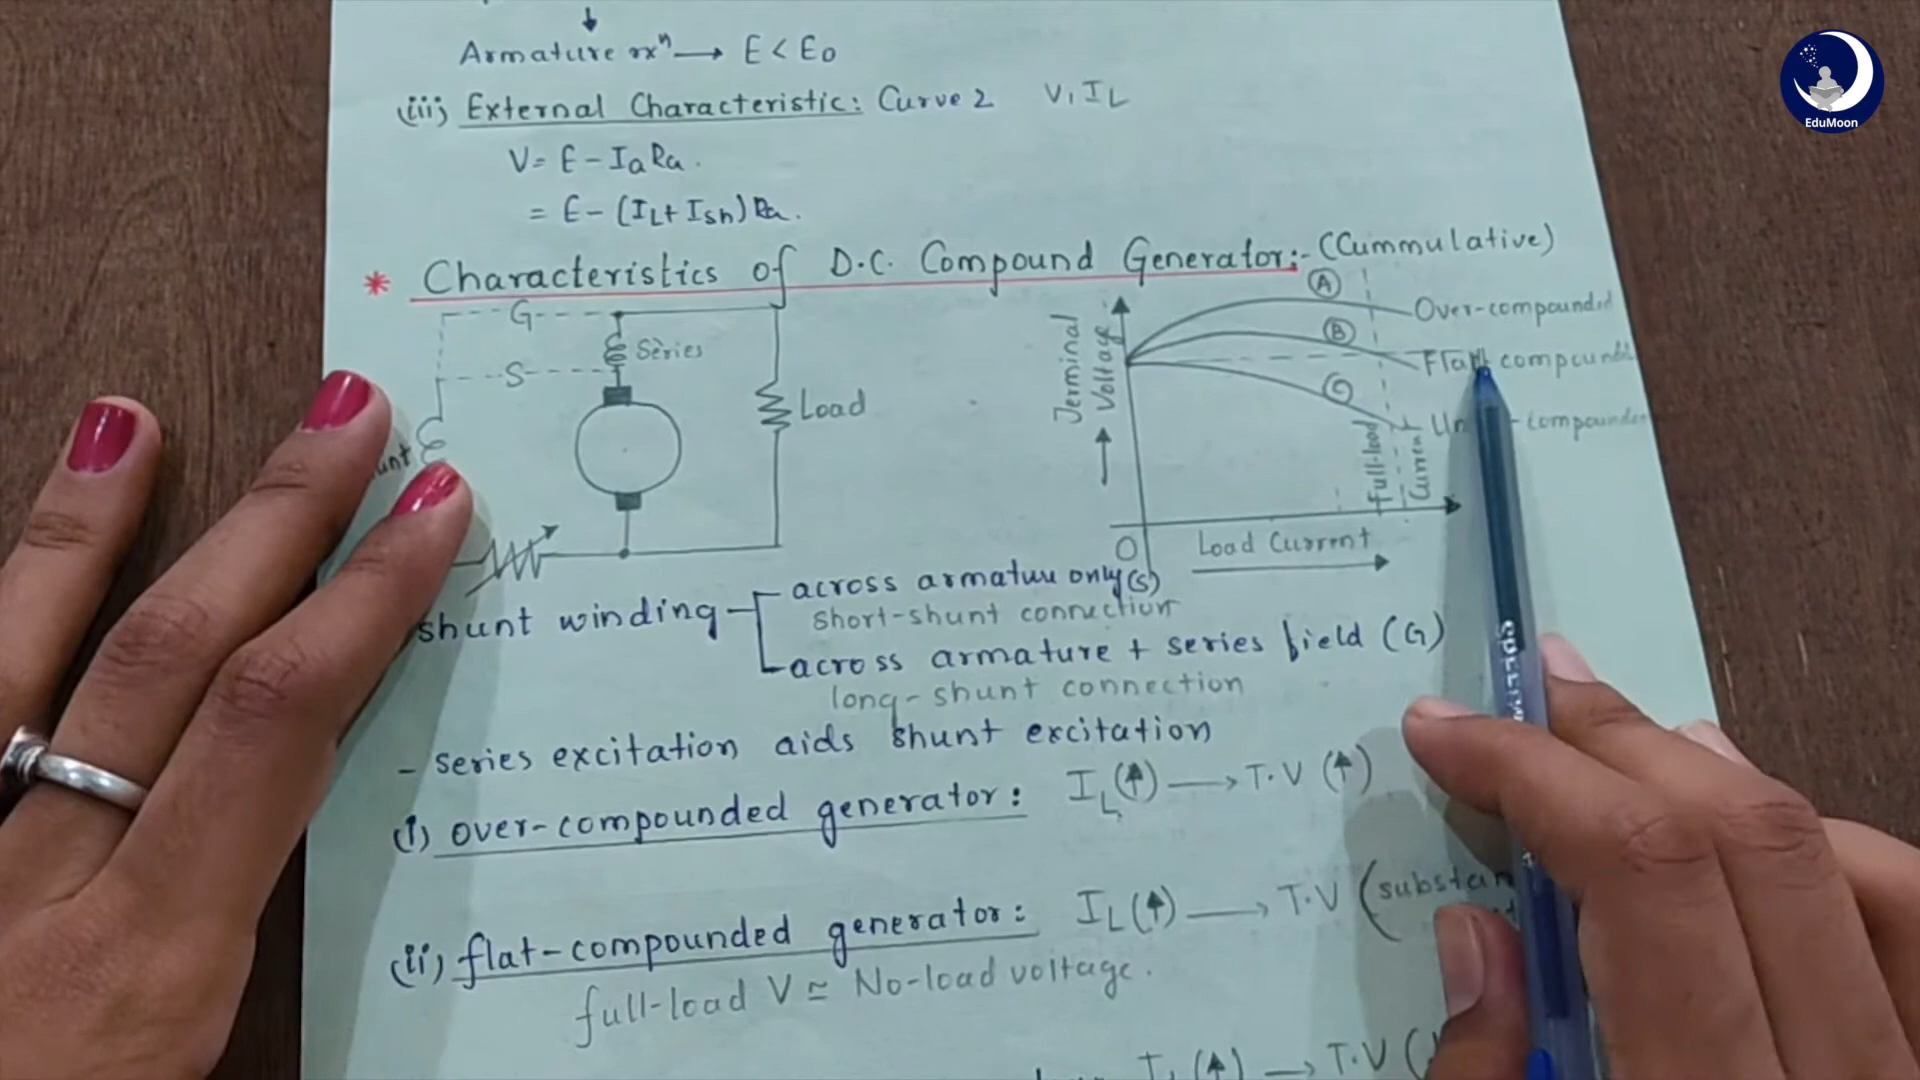 Armature rxⁿ → E < E0
(iii) External Characteristic: Curve 2 V, IL
V = E - IaRa.
= E - (IL + Ish) Ra.
* Characteristics of D.C. Compound Generator:- (Cummulative)
G
Series
S
Load
Terminal Voltage
A
Over-compounded
B
Flat compounded
C
compounded
Full-load Current
O
Load Current
shunt winding
across armature only (s)
short-shunt connection
across armature + series field (G)
long-shunt connection
- series excitation aids shunt excitation
(i) over-compounded generator: IL (↑) → T.V (↑)
(ii) flat-compounded generator: IL (↑) → T.V (
full-load V ≃ No-load voltage.
(↑) → T.V (
EduMoon